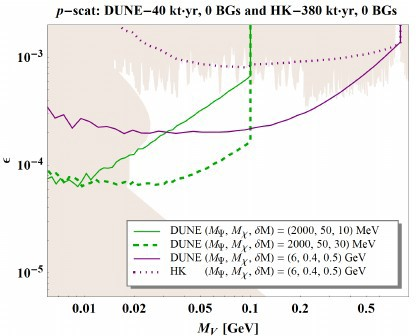 p−scat: DUNE−40 kt·yr, 0 BGs and HK−380 kt·yr, 0 BGs
10⁻³
10⁻⁴
10⁻⁵
ϵ
DUNE (M_Ψ, M_χ, δM) = (2000, 50, 10) MeV
DUNE (M_Ψ, M_χ, δM) = 2000, 50, 30) MeV
DUNE (M_Ψ, M_χ, δM) = (6, 0.4, 0.5) GeV
HK (M_Ψ, M_χ, δM) = (6, 0.4, 0.5) GeV
0.01 0.02 0.05 0.1 0.2 0.5
M_V [GeV]